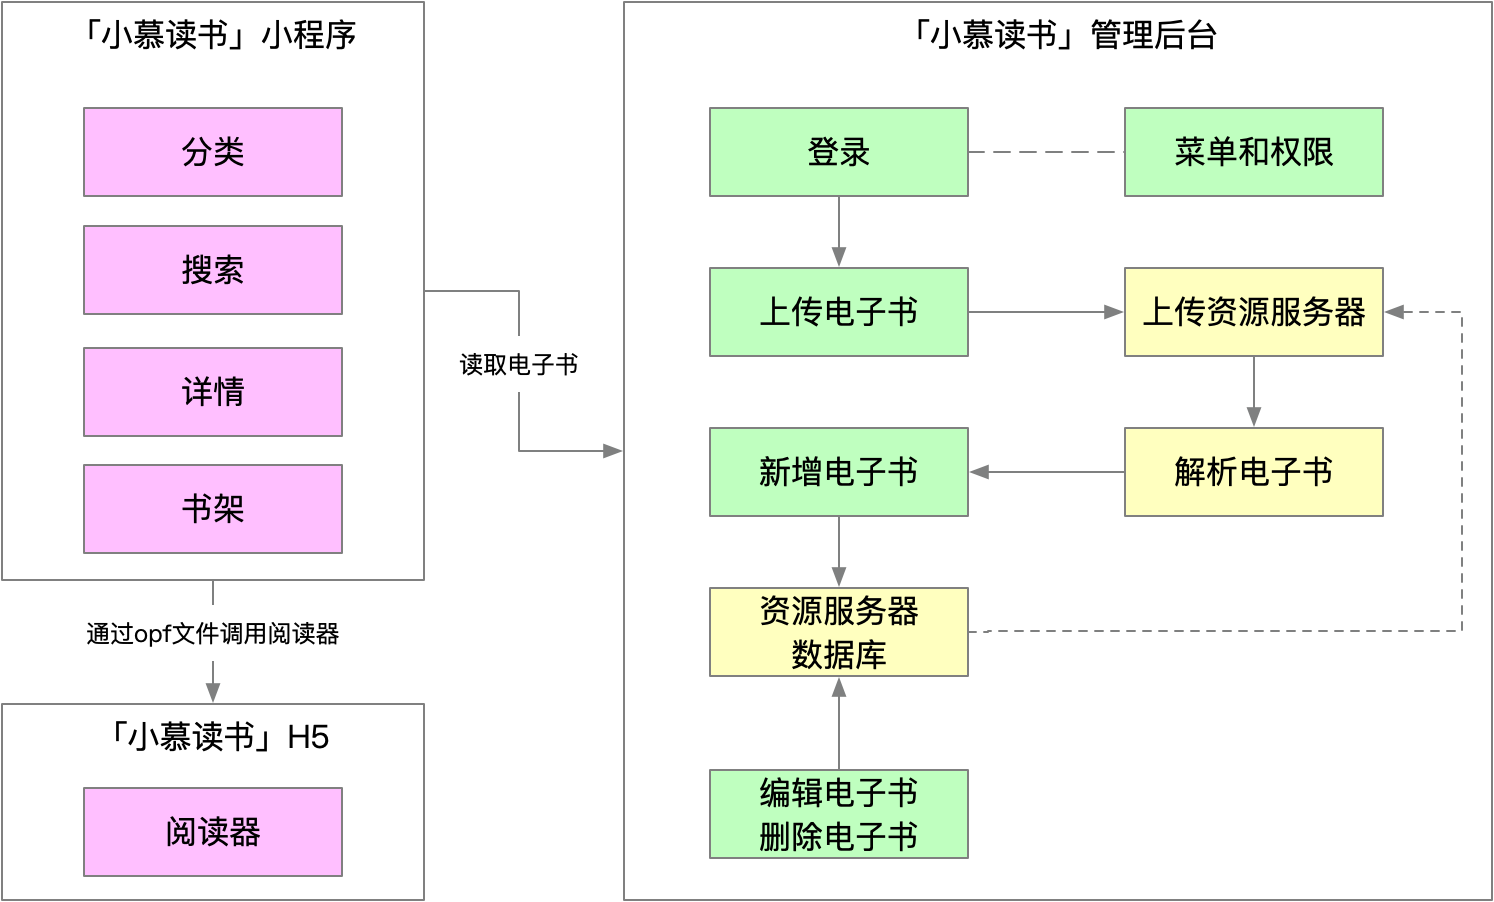 「小慕读书」小程序
分类
搜索
详情
书架
通过opf文件调用阅读器
「小慕读书」H5
阅读器
读取电子书
「小慕读书」管理后台
登录
菜单和权限
上传电子书
上传资源服务器
新增电子书
解析电子书
资源服务器
数据库
编辑电子书
删除电子书